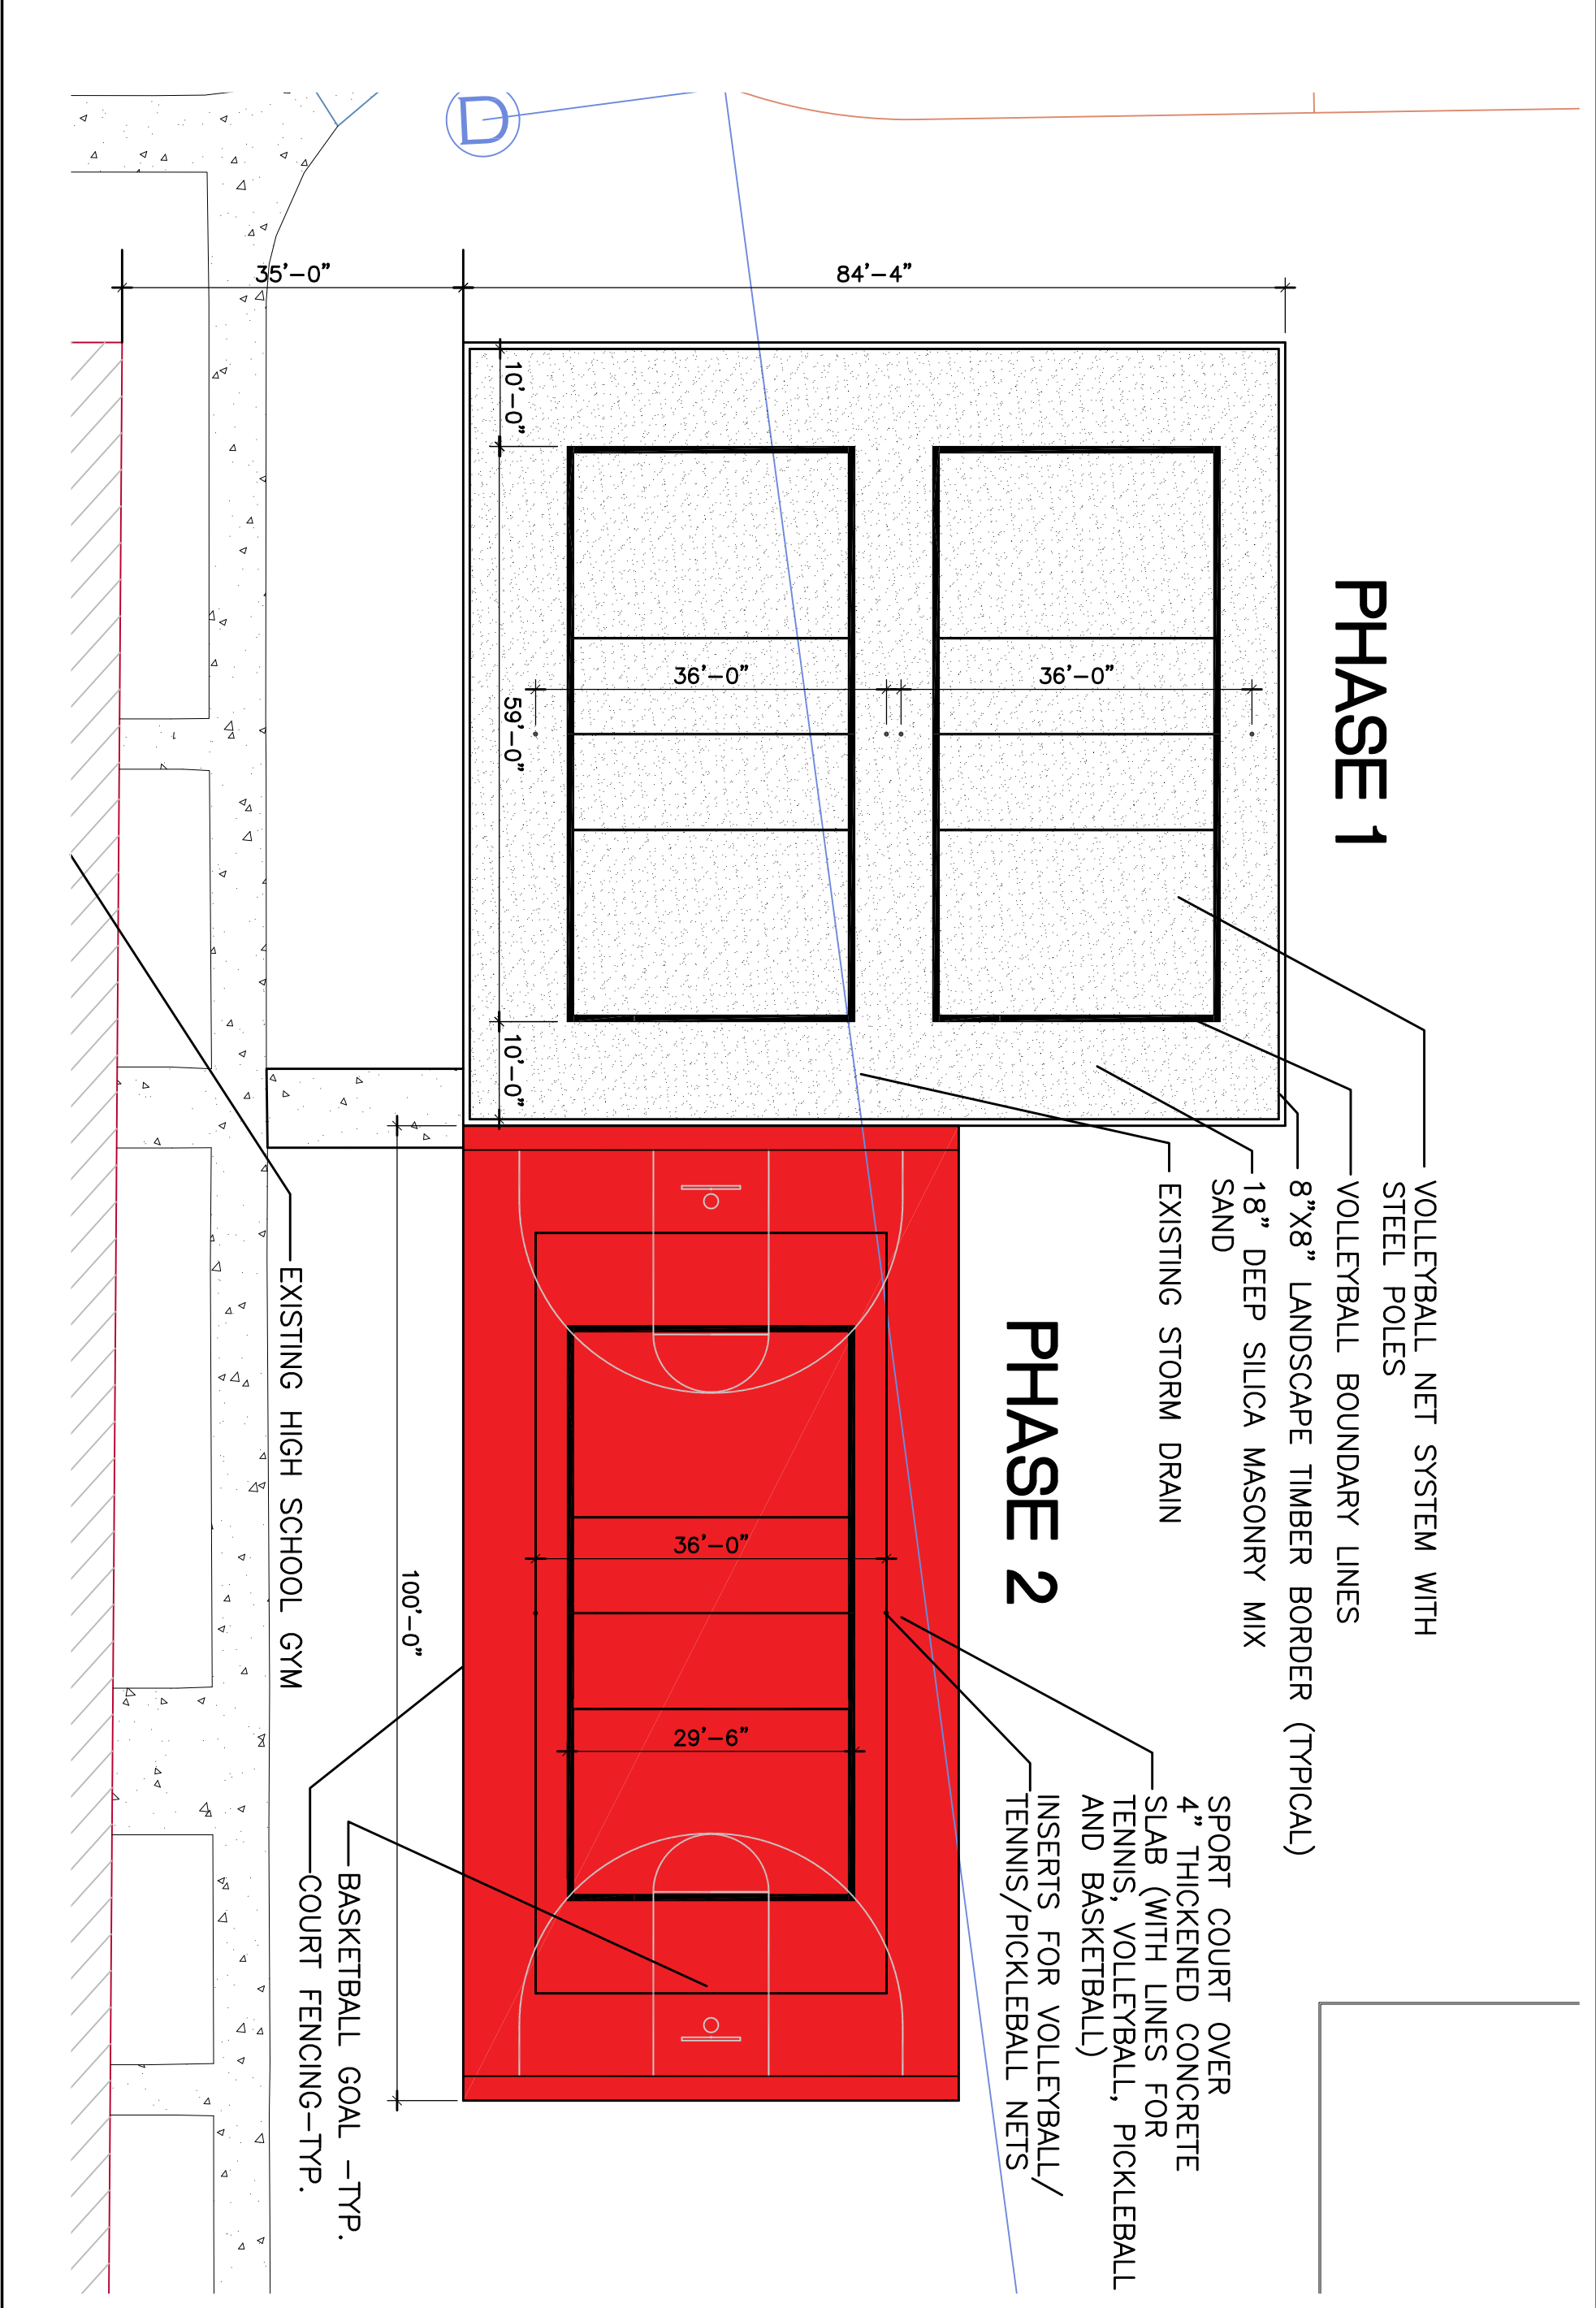 PHASE 1
VOLLEYBALL NET SYSTEM WITH
STEEL POLES
VOLLEYBALL BOUNDARY LINES
8"X8" LANDSCAPE TIMBER BORDER (TYPICAL)
18" DEEP SILICA MASONRY MIX
SAND
EXISTING STORM DRAIN
PHASE 2
SPORT COURT OVER
4" THICKENED CONCRETE
SLAB (WITH LINES FOR
TENNIS, VOLLEYBALL, PICKLEBALL
AND BASKETBALL)
INSERTS FOR VOLLEYBALL/
TENNIS/PICKLEBALL NETS
84'-4"
35'-0"
36'-0"
36'-0"
10'-0"
59'-0"
10'-0"
36'-0"
29'-6"
100'-0"
D
BASKETBALL GOAL -TYP.
COURT FENCING-TYP.
EXISTING HIGH SCHOOL GYM